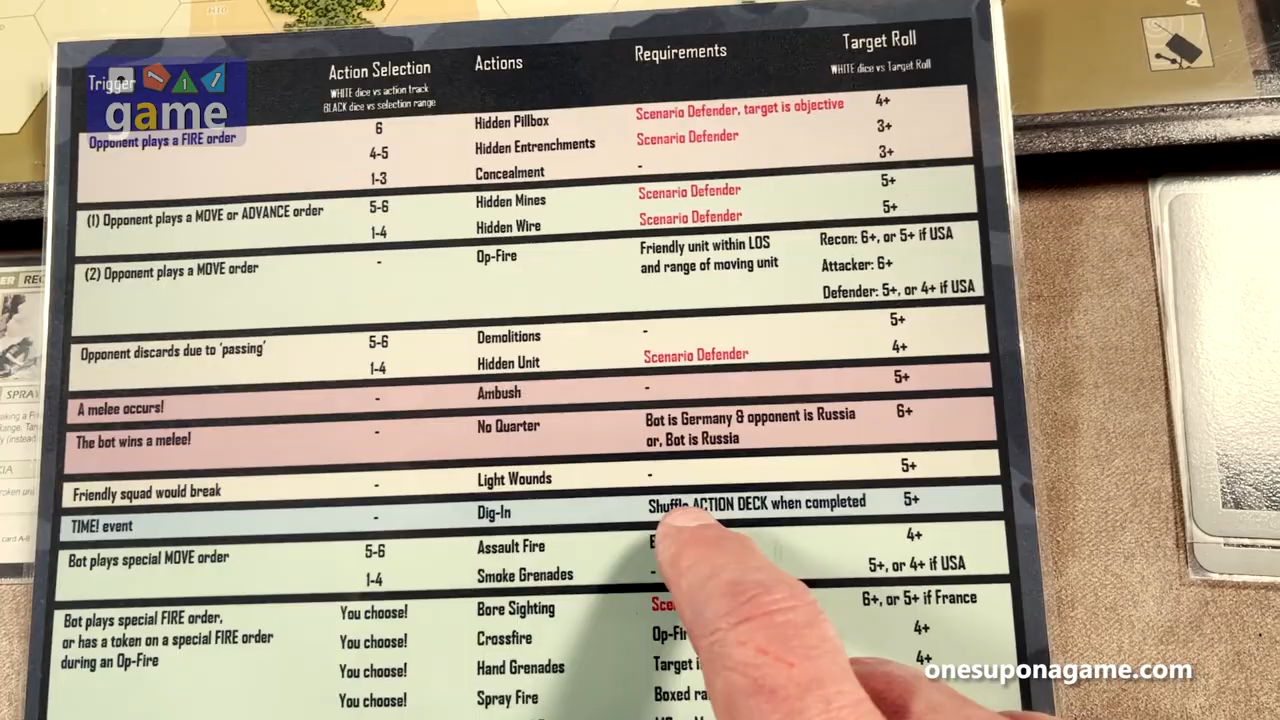 Trigger
Action Selection
WHITE dice vs action track
BLACK dice vs selection range
Actions
Requirements
Target Roll
WHITE dice vs Target Roll
game
Opponent plays a FIRE order
6
Hidden Pillbox
Scenario Defender, target is objective
4+
4-5
Hidden Entrenchments
Scenario Defender
3+
1-3
Concealment
-
3+
(1) Opponent plays a MOVE or ADVANCE order
5-6
Hidden Mines
Scenario Defender
5+
1-4
Hidden Wire
Scenario Defender
5+
(2) Opponent plays a MOVE order
-
Op-Fire
Friendly unit within LOS
and range of moving unit
Recon: 6+, or 5+ if USA
Attacker: 6+
Defender: 5+, or 4+ if USA
Opponent discards due to 'passing'
5-6
Demolitions
-
5+
1-4
Hidden Unit
Scenario Defender
4+
A melee occurs!
-
Ambush
-
5+
The bot wins a melee!
-
No Quarter
Bot is Germany & opponent is Russia
or, Bot is Russia
6+
Friendly squad would break
-
Light Wounds
-
5+
TIME! event
-
Dig-In
Shuffle ACTION DECK when completed
5+
Bot plays special MOVE order
5-6
Assault Fire
4+
1-4
Smoke Grenades
-
5+, or 4+ if USA
Bot plays special FIRE order,
or has a token on a special FIRE order
during an Op-Fire
You choose!
Bore Sighting
6+, or 5+ if France
You choose!
Crossfire
4+
You choose!
Hand Grenades
Target
4+
You choose!
Spray Fire
Boxed
onesuponagame.com
SPRAY
card A-8